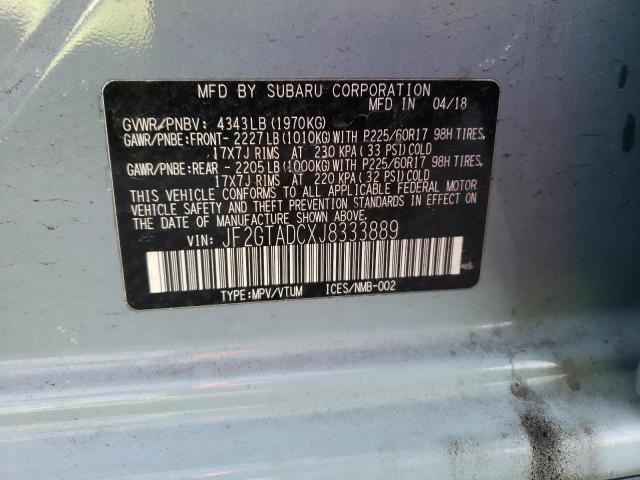 MFD BY SUBARU CORPORATION
MFD IN 04/18
GVWR/PNBV: 4343LB(1970KG)
GAWR/PNBE:FRONT- 2227LB(1010KG)WITH P225/60R17 98H TIRES,
17X7J RIMS AT 230 KPA (33 PSI)COLD
GAWR/PNBE:REAR - 2205LB(1000KG)WITH P225/60R17 98H TIRES,
17X7J RIMS AT 220 KPA (32 PSI)COLD
THIS VEHICLE CONFORMS TO ALL APPLICABLE FEDERAL MOTOR
VEHICLE SAFETY AND THEFT PREVENTION STANDARDS IN EFFECT ON
THE DATE OF MANUFACTURE SHOWN ABOVE.
VIN: JF2GTADCXJ8333889
TYPE:MPV/VTUM ICES/NMB-002